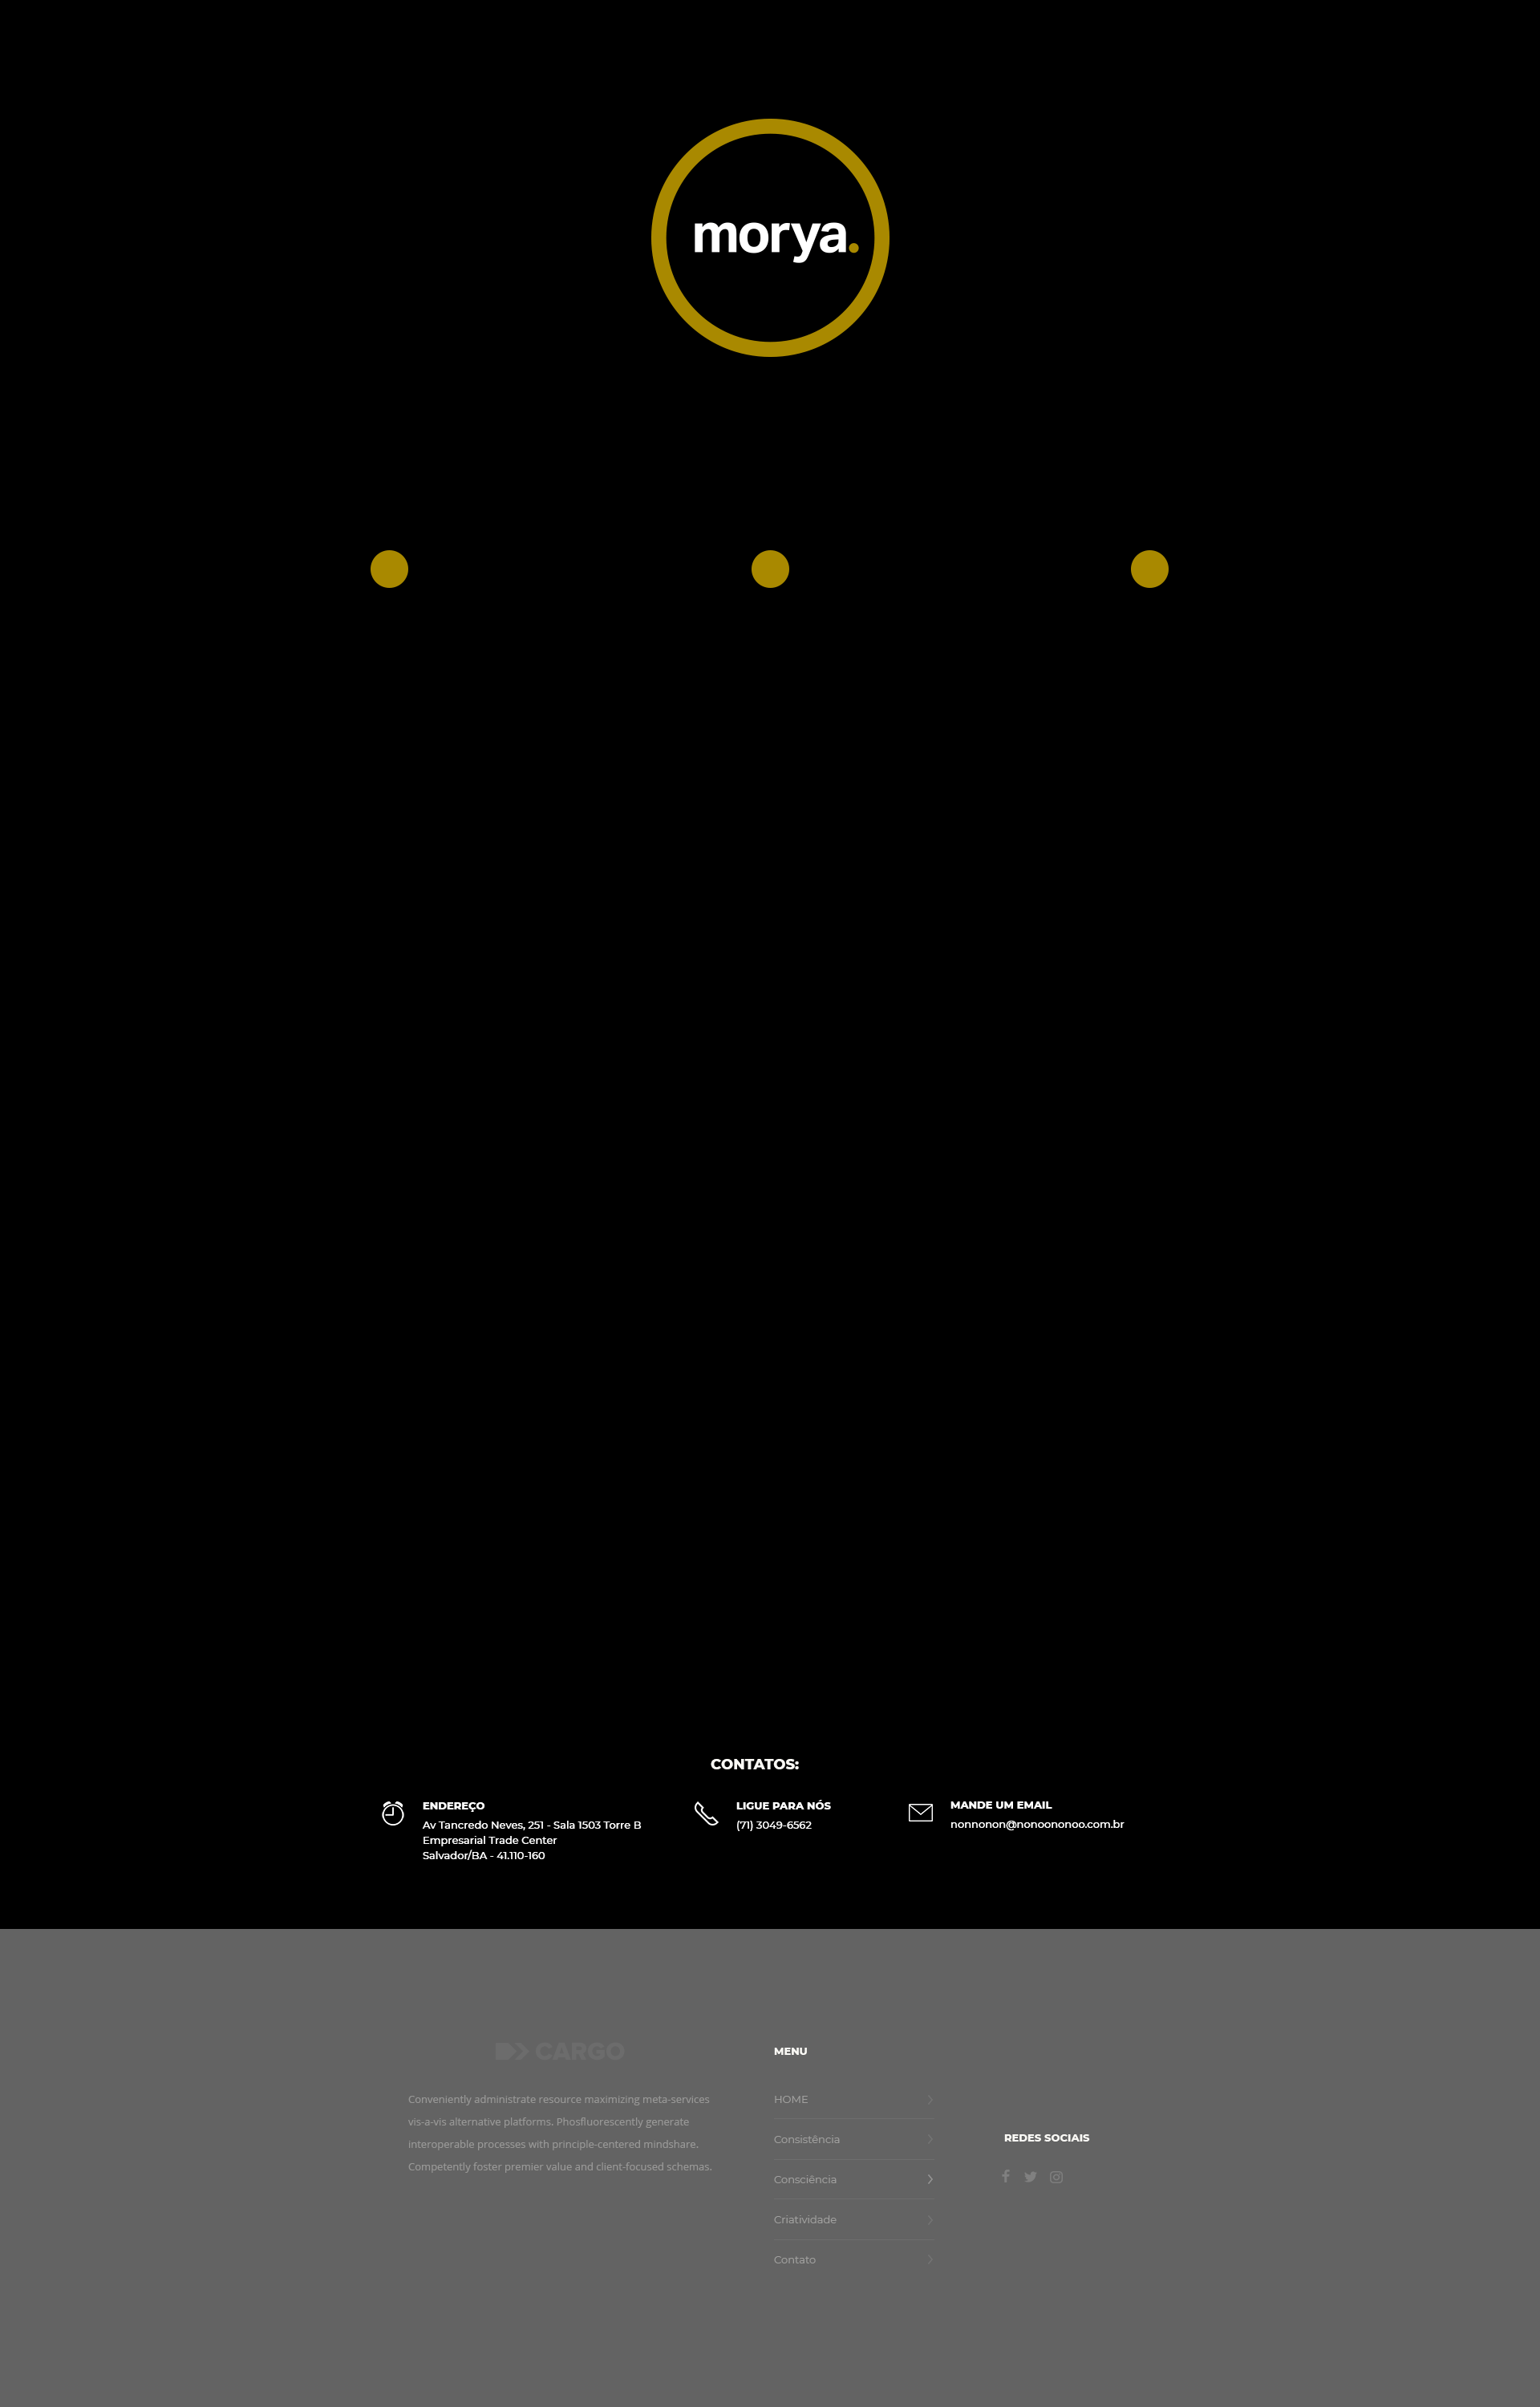 morya.
CONTATOS:
ENDEREÇO
Av Tancredo Neves, 251 - Sala 1503 Torre B
Empresarial Trade Center
Salvador/BA - 41.110-160
LIGUE PARA NÓS
(71) 3049-6562
MANDE UM EMAIL
nonnonon@nonoononoo.com.br
CARGO
Conveniently administrate resource maximizing meta-services
vis-a-vis alternative platforms. Phosfluorescently generate
interoperable processes with principle-centered mindshare.
Competently foster premier value and client-focused schemas.
MENU
HOME
Consistência
Consciência
Criatividade
Contato
REDES SOCIAIS